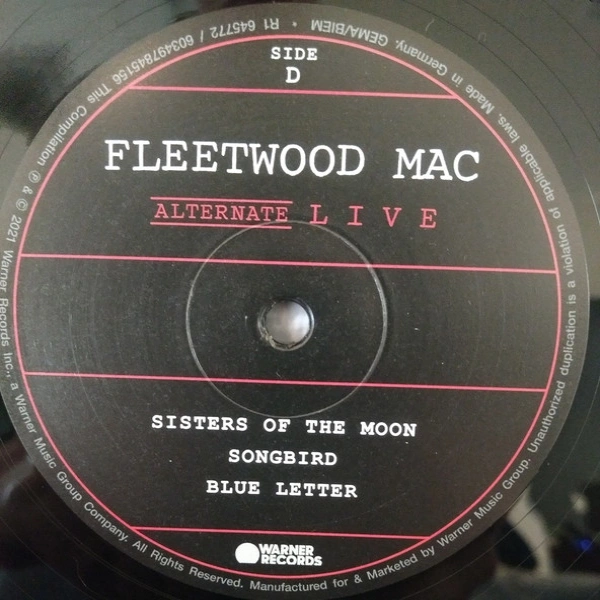 SIDE
D
FLEETWOOD MAC
ALTERNATE LIVE
SISTERS OF THE MOON
SONGBIRD
BLUE LETTER
WARNER
RECORDS
This Compilation ℗ & © 2021 Warner Records Inc., a Warner Music Group Company. All Rights Reserved. Manufactured for & Marketed by Warner Music Group. Unauthorized duplication is a violation of applicable laws. Made in Germany. GEMA/BIEM • R1 645772 / 603497845156